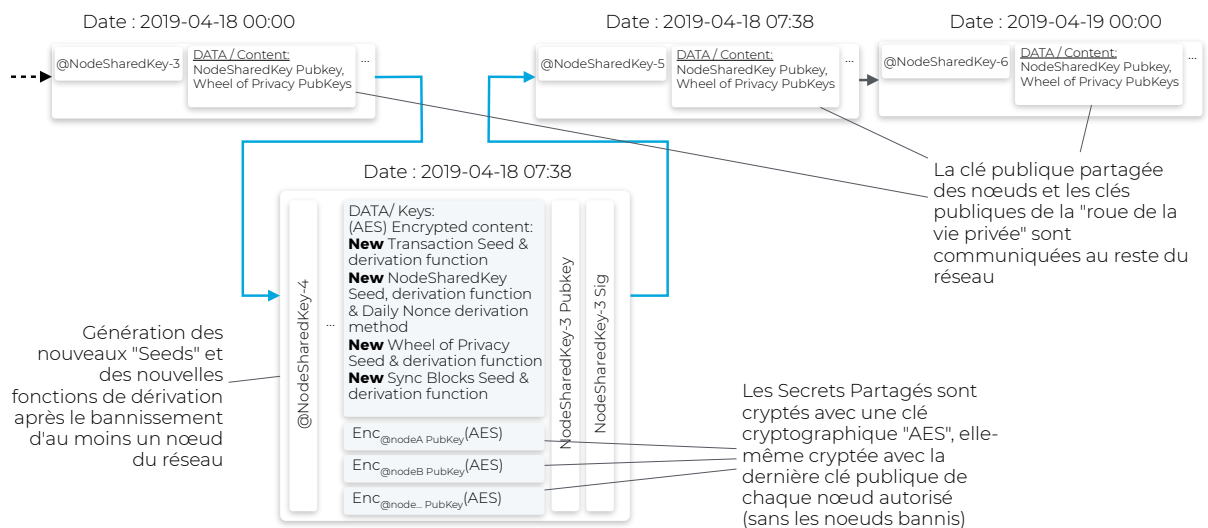 Date : 2019-04-18 00:00
@NodeSharedKey-3
DATA / Content:
NodeSharedKey Pubkey,
Wheel of Privacy PubKeys
...
Date : 2019-04-18 07:38
@NodeSharedKey-5
DATA / Content:
NodeSharedKey Pubkey,
Wheel of Privacy PubKeys
...
Date : 2019-04-19 00:00
@NodeSharedKey-6
DATA / Content:
NodeSharedKey Pubkey,
Wheel of Privacy PubKeys
...
La clé publique partagée
des nœuds et les clés
publiques de la "roue de la
vie privée" sont
communiquées au reste du
réseau
Date : 2019-04-18 07:38
@NodeSharedKey-4
...
DATA/ Keys:
(AES) Encrypted content:
New Transaction Seed &
derivation function
New NodeSharedKey
Seed, derivation function
& Daily Nonce derivation
method
New Wheel of Privacy
Seed & derivation function
New Sync Blocks Seed &
derivation function
Enc@nodeA PubKey(AES)
Enc@nodeB PubKey(AES)
Enc@node... PubKey(AES)
NodeSharedKey-3 Pubkey
NodeSharedKey-3 Sig
Génération des
nouveaux "Seeds" et
des nouvelles
fonctions de dérivation
après le bannissement
d'au moins un nœud
du réseau
Les Secrets Partagés sont
cryptés avec une clé
cryptographique "AES", elle-
même cryptée avec la
dernière clé publique de
chaque nœud autorisé
(sans les noeuds bannis)